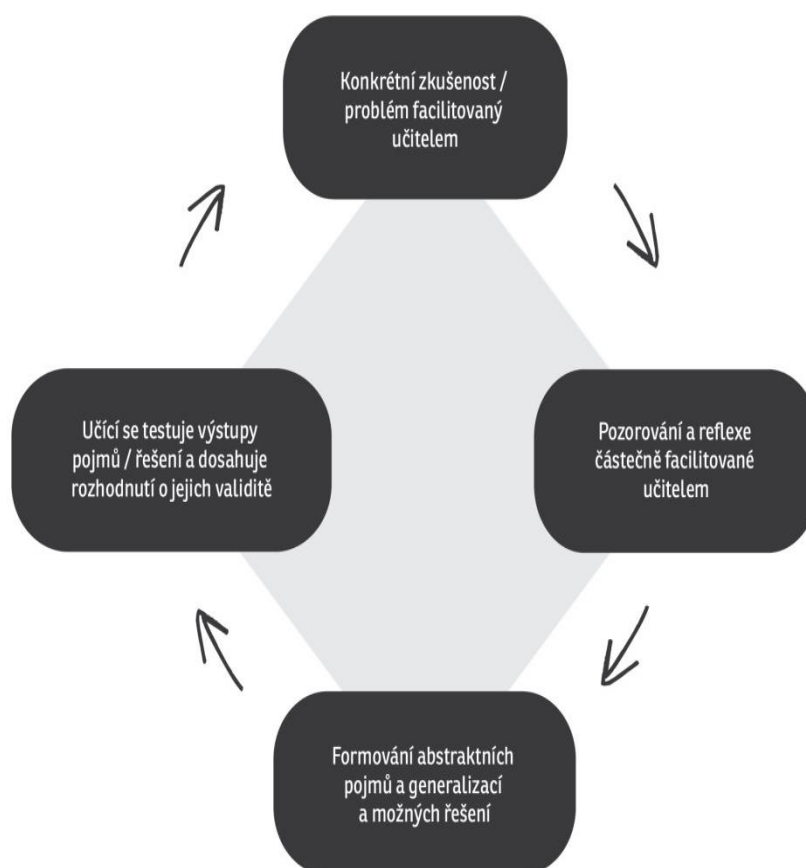 Konkrétní zkušenost /
problém facilitovaný
učitelem
Pozorování a reflexe
částečně facilitované
učitelem
Formování abstraktních
pojmů a generalizací
a možných řešení
Učící se testuje výstupy
pojmů / řešení a dosahuje
rozhodnutí o jejich validitě